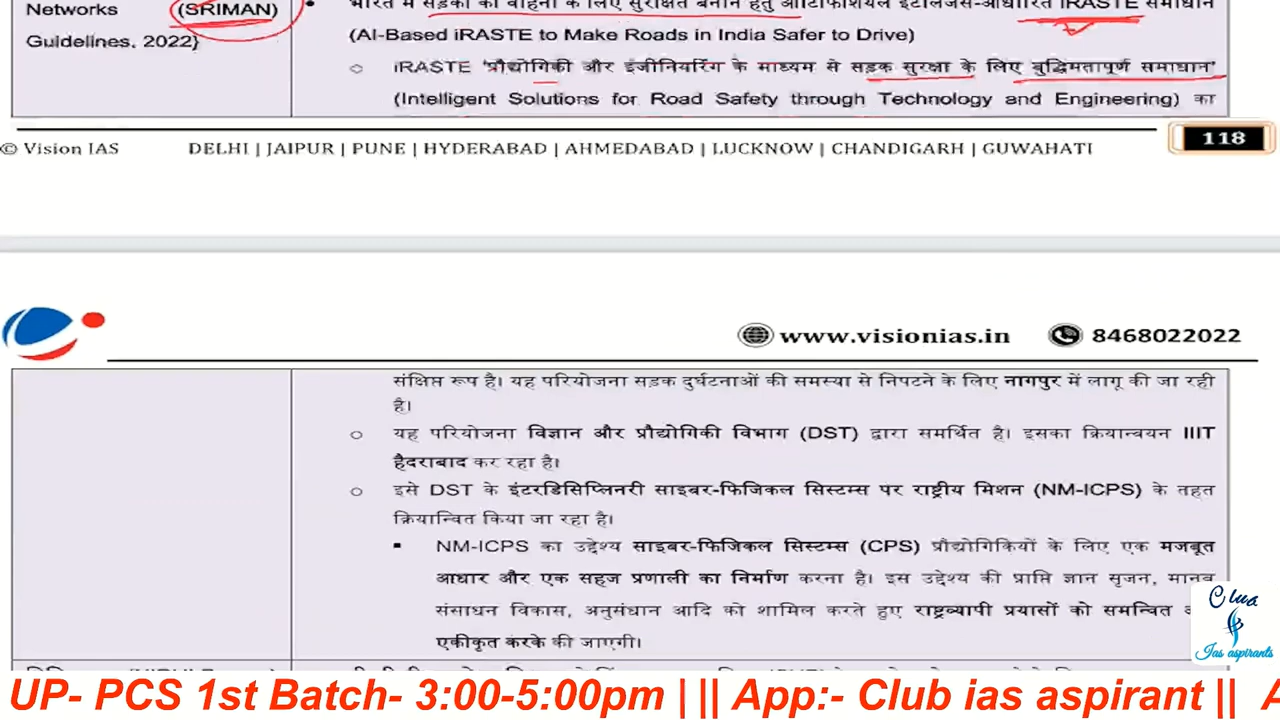 Networks (SRIMAN)
Guidelines, 2022}
भारत में सड़कों को वाहनों के लिए सुरक्षित बनाने हेतु आर्टिफीशियल इंटेलिजेंस-आधारित iRASTE समाधान
(AI-Based iRASTE to Make Roads in India Safer to Drive)
iRASTE 'प्रौद्योगिकी और इंजीनियरिंग के माध्यम से सड़क सुरक्षा के लिए बुद्धिमतापूर्ण समाधान'
(Intelligent Solutions for Road Safety through Technology and Engineering) का
© Vision IAS DELHI | JAIPUR | PUNE | HYDERABAD | AHMEDABAD | LUCKNOW | CHANDIGARH | GUWAHATI 118
www.visionias.in 8468022022
संक्षिप्त रूप है। यह परियोजना सड़क दुर्घटनाओं की समस्या से निपटने के लिए नागपुर में लागू की जा रही
है।
यह परियोजना विज्ञान और प्रौद्योगिकी विभाग (DST) द्वारा समर्थित है। इसका क्रियान्वयन IIIT
हैदराबाद कर रहा है।
इसे DST के इंटरडिसिप्लिनरी साइबर-फिजिकल सिस्टम्स पर राष्ट्रीय मिशन (NM-ICPS) के तहत
क्रियान्वित किया जा रहा है।
NM-ICPS का उद्देश्य साइबर-फिजिकल सिस्टम्स (CPS) प्रौद्योगिकियों के लिए एक मजबूत
आधार और एक सहज प्रणाली का निर्माण करना है। इस उद्देश्य की प्राप्ति ज्ञान सृजन, मानव
संसाधन विकास, अनुसंधान आदि को शामिल करते हुए राष्ट्रव्यापी प्रयासों को समन्वित
एकीकृत करके की जाएगी।
Club
Ias aspirants
UP- PCS 1st Batch- 3:00-5:00pm | || App:- Club ias aspirant || A